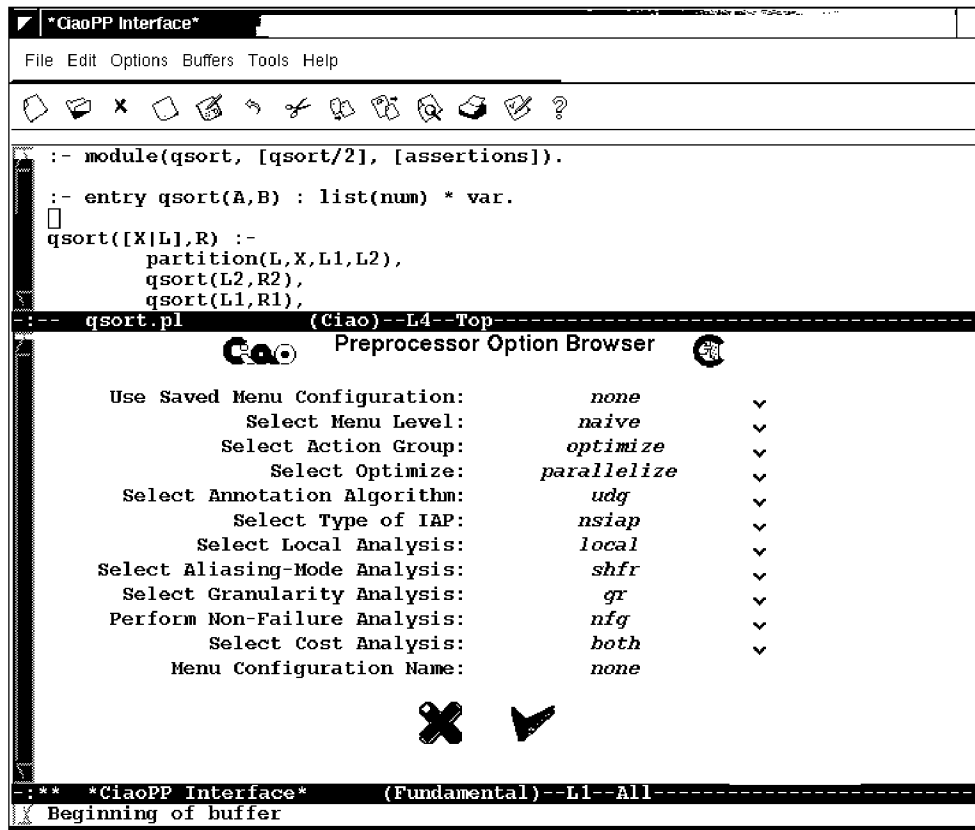 *CiaoPP Interface*
File Edit Options Buffers Tools Help
:- module(qsort, [qsort/2], [assertions]).
:- entry qsort(A,B) : list(num) * var.
qsort([X|L],R) :-
partition(L,X,L1,L2),
qsort(L2,R2),
qsort(L1,R1),
-:-- qsort.pl (Ciao)--L4--Top--------------------------------------
Ciao Preprocessor Option Browser
Use Saved Menu Configuration: none
Select Menu Level: naive
Select Action Group: optimize
Select Optimize: parallelize
Select Annotation Algorithm: udg
Select Type of IAP: nsiap
Select Local Analysis: local
Select Aliasing-Mode Analysis: shfr
Select Granularity Analysis: gr
Perform Non-Failure Analysis: nfg
Select Cost Analysis: both
Menu Configuration Name: none
-:** *CiaoPP Interface* (Fundamental)--L1--All--------------------------
Beginning of buffer